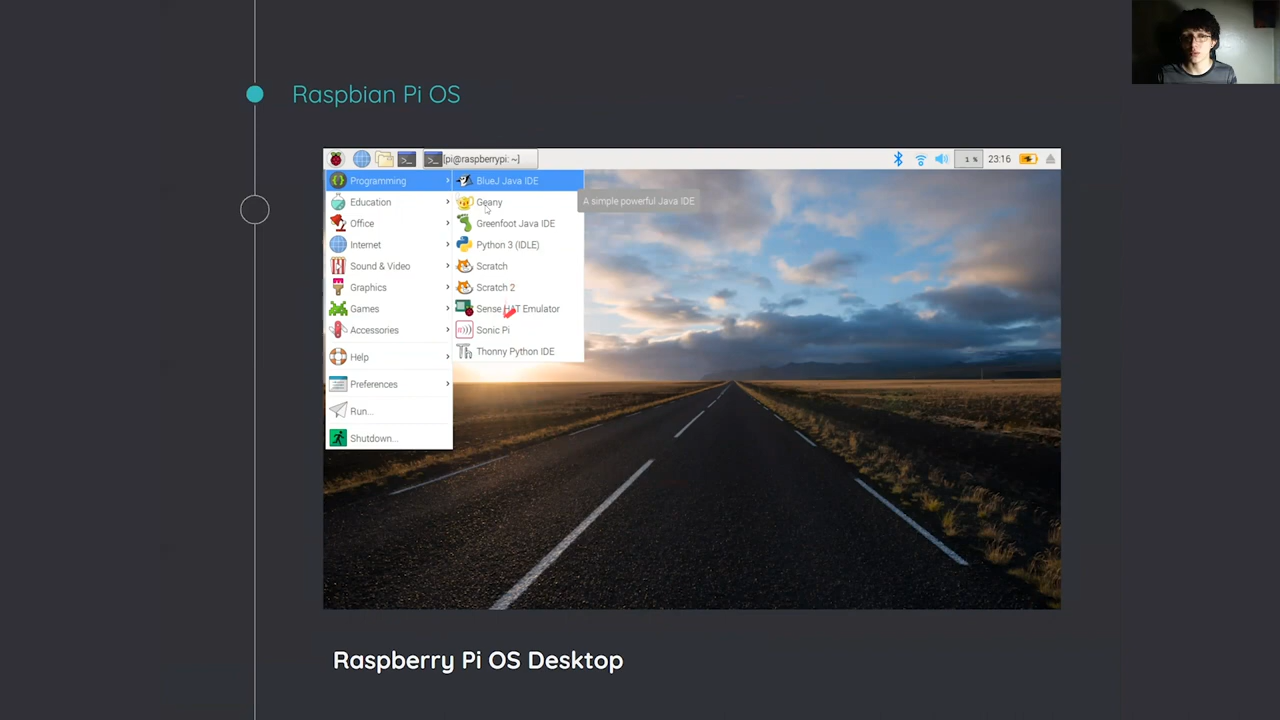 Raspbian Pi OS
[pi@raspberrypi: ~]
1 %
23:16
Programming
BlueJ Java IDE
A simple powerful Java IDE
Education
Geany
Office
Greenfoot Java IDE
Internet
Python 3 (IDLE)
Sound & Video
Scratch
Graphics
Scratch 2
Games
Sense HAT Emulator
Accessories
Sonic Pi
Thonny Python IDE
Help
Preferences
Run...
Shutdown...
Raspberry Pi OS Desktop